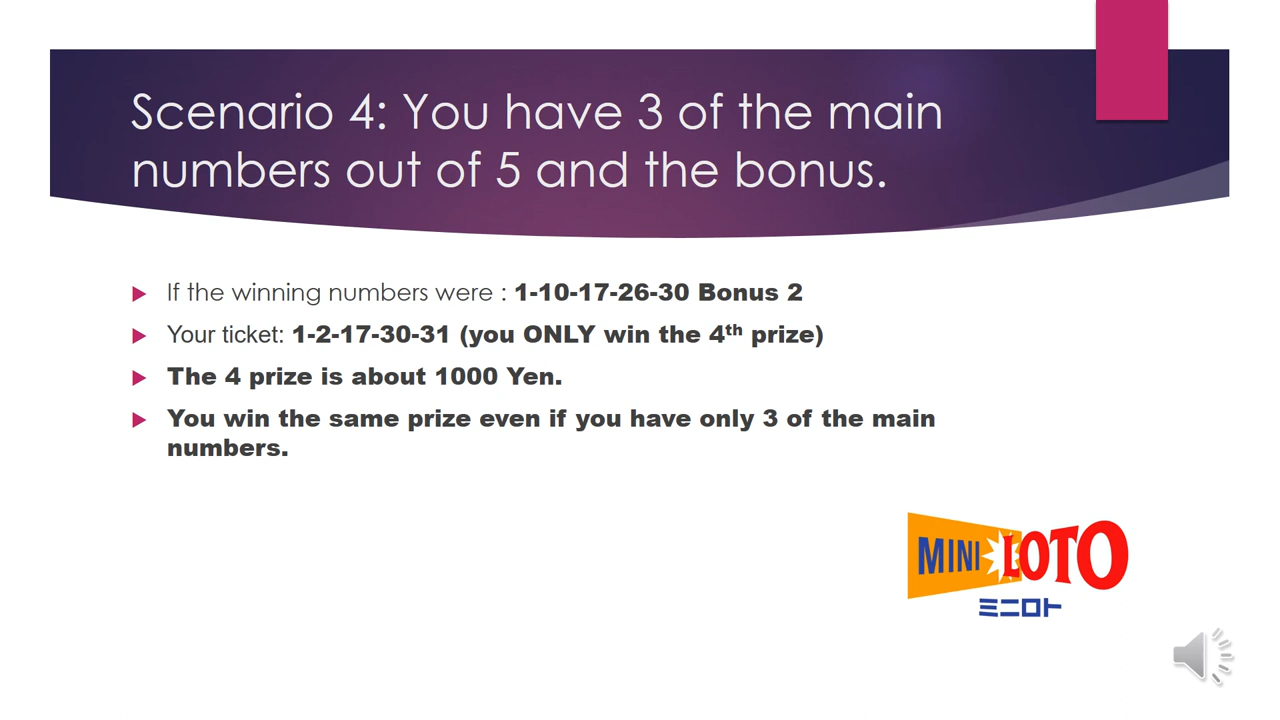 Scenario 4: You have 3 of the main
numbers out of 5 and the bonus.
If the winning numbers were : 1-10-17-26-30 Bonus 2
Your ticket: 1-2-17-30-31 (you ONLY win the 4th prize)
The 4 prize is about 1000 Yen.
You win the same prize even if you have only 3 of the main
numbers.
MINI LOTO
ミニロト